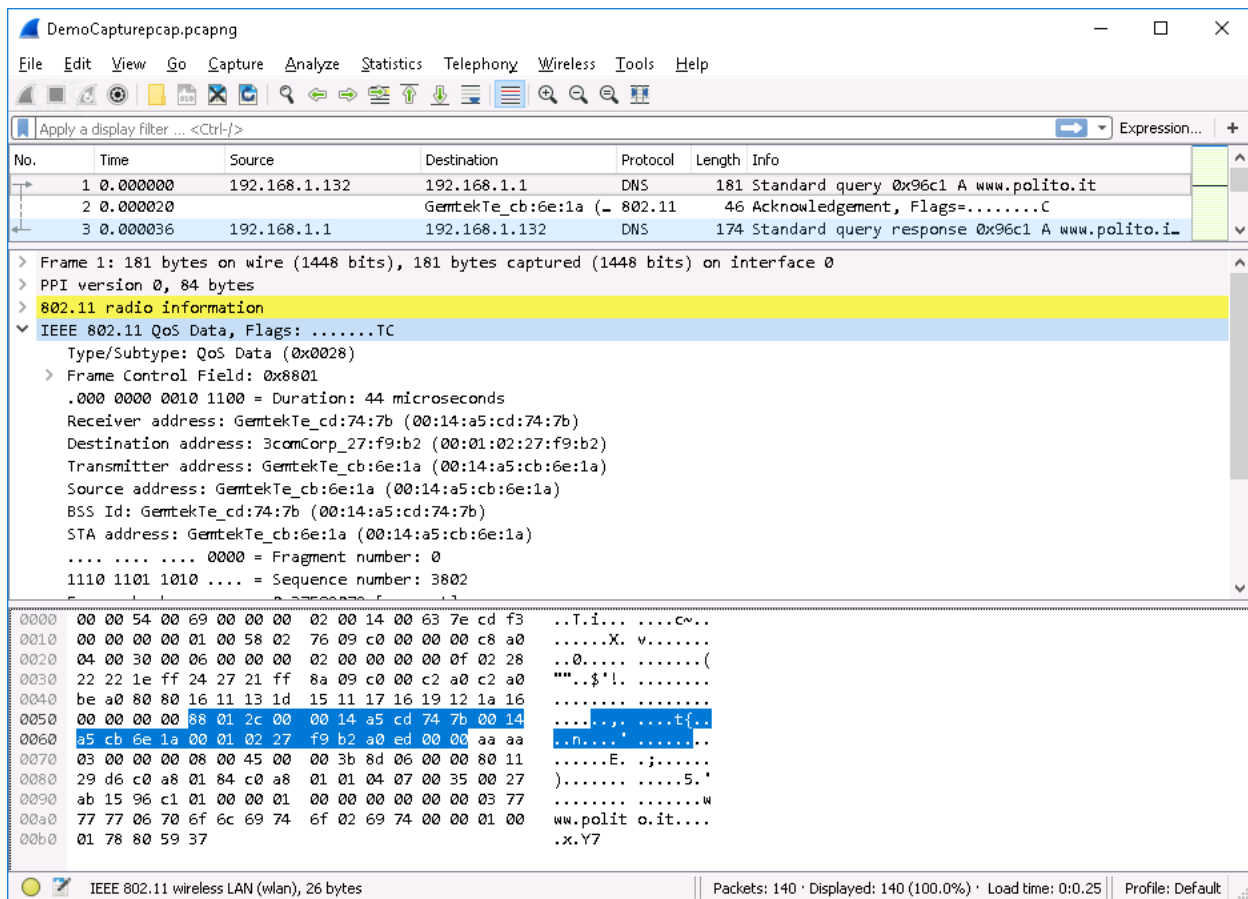 DemoCapturepcap.pcapng
File Edit View Go Capture Analyze Statistics Telephony Wireless Tools Help
Apply a display filter ... <Ctrl-/> Expression... +
No. Time Source Destination Protocol Length Info
1 0.000000 192.168.1.132 192.168.1.1 DNS 181 Standard query 0x96c1 A www.polito.it
2 0.000020 GemtekTe_cb:6e:1a (… 802.11 46 Acknowledgement, Flags=........C
3 0.000036 192.168.1.1 192.168.1.132 DNS 174 Standard query response 0x96c1 A www.polito.i…
Frame 1: 181 bytes on wire (1448 bits), 181 bytes captured (1448 bits) on interface 0
PPI version 0, 84 bytes
802.11 radio information
IEEE 802.11 QoS Data, Flags: .......TC
Type/Subtype: QoS Data (0x0028)
Frame Control Field: 0x8801
.000 0000 0010 1100 = Duration: 44 microseconds
Receiver address: GemtekTe_cd:74:7b (00:14:a5:cd:74:7b)
Destination address: 3comCorp_27:f9:b2 (00:01:02:27:f9:b2)
Transmitter address: GemtekTe_cb:6e:1a (00:14:a5:cb:6e:1a)
Source address: GemtekTe_cb:6e:1a (00:14:a5:cb:6e:1a)
BSS Id: GemtekTe_cd:74:7b (00:14:a5:cd:74:7b)
STA address: GemtekTe_cb:6e:1a (00:14:a5:cb:6e:1a)
.... .... .... 0000 = Fragment number: 0
1110 1101 1010 .... = Sequence number: 3802
0000 00 00 54 00 69 00 00 00 02 00 14 00 63 7e cd f3 ..T.i... ....c~..
0010 00 00 00 00 01 00 58 02 76 09 c0 00 00 00 c8 a0 ......X. v.......
0020 04 00 30 00 06 00 00 00 02 00 00 00 00 0f 02 28 ..0..... .......(
0030 22 22 1e ff 24 27 21 ff 8a 09 c0 00 c2 a0 c2 a0 ""..$'!. ........
0040 be a0 80 80 16 11 13 1d 15 11 17 16 19 12 1a 16 ........ ........
0050 00 00 00 00 88 01 2c 00 00 14 a5 cd 74 7b 00 14 ......,. ....t{..
0060 a5 cb 6e 1a 00 01 02 27 f9 b2 a0 ed 00 00 aa aa ..n....' ........
0070 03 00 00 00 08 00 45 00 00 3b 8d 06 00 00 80 11 ......E. .;......
0080 29 d6 c0 a8 01 84 c0 a8 01 01 04 07 00 35 00 27 )....... .....5.'
0090 ab 15 96 c1 01 00 00 01 00 00 00 00 00 00 03 77 ........ .......w
00a0 77 77 06 70 6f 6c 69 74 6f 02 69 74 00 00 01 00 ww.polit o.it....
00b0 01 78 80 59 37 .x.Y7
IEEE 802.11 wireless LAN (wlan), 26 bytes Packets: 140 · Displayed: 140 (100.0%) · Load time: 0:0.25 Profile: Default